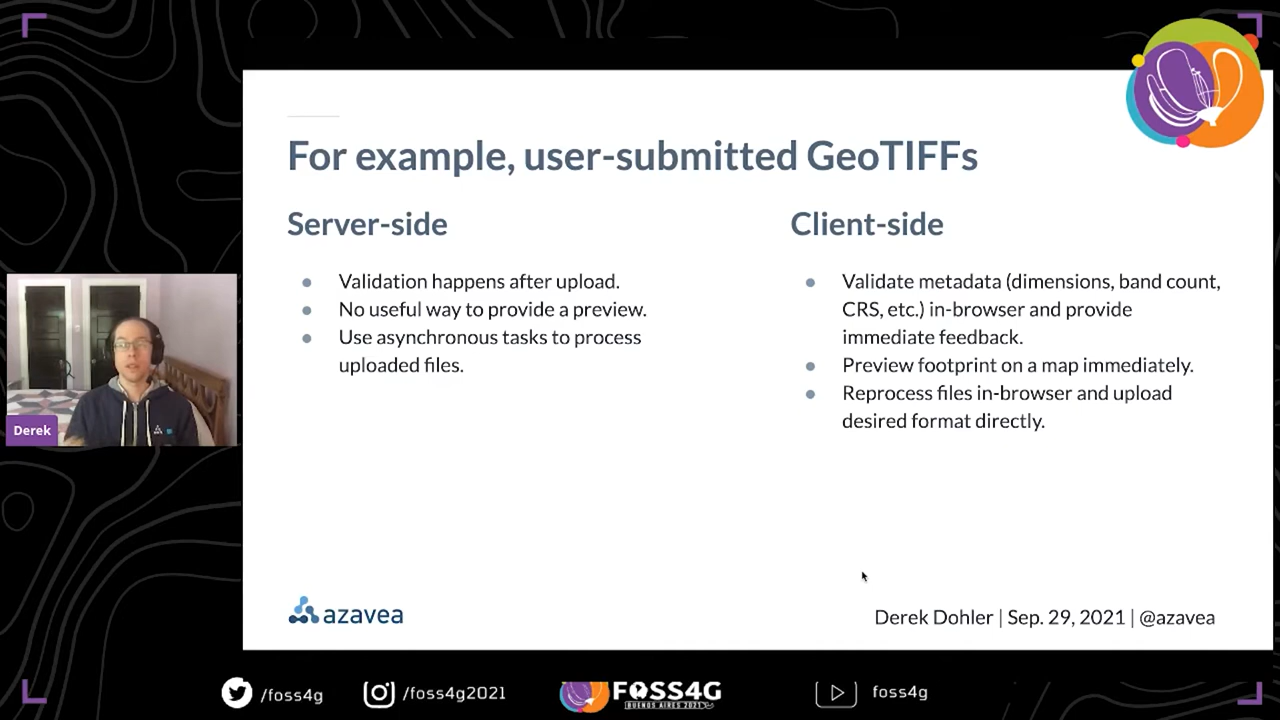 For example, user-submitted GeoTIFFs
Server-side
Validation happens after upload.
No useful way to provide a preview.
Use asynchronous tasks to process
uploaded files.
Client-side
Validate metadata (dimensions, band count,
CRS, etc.) in-browser and provide
immediate feedback.
Preview footprint on a map immediately.
Reprocess files in-browser and upload
desired format directly.
Derek
azavea
Derek Dohler | Sep. 29, 2021 | @azavea
/foss4g
/foss4g2021
FOSS4G
BUENOS AIRES 2021
foss4g